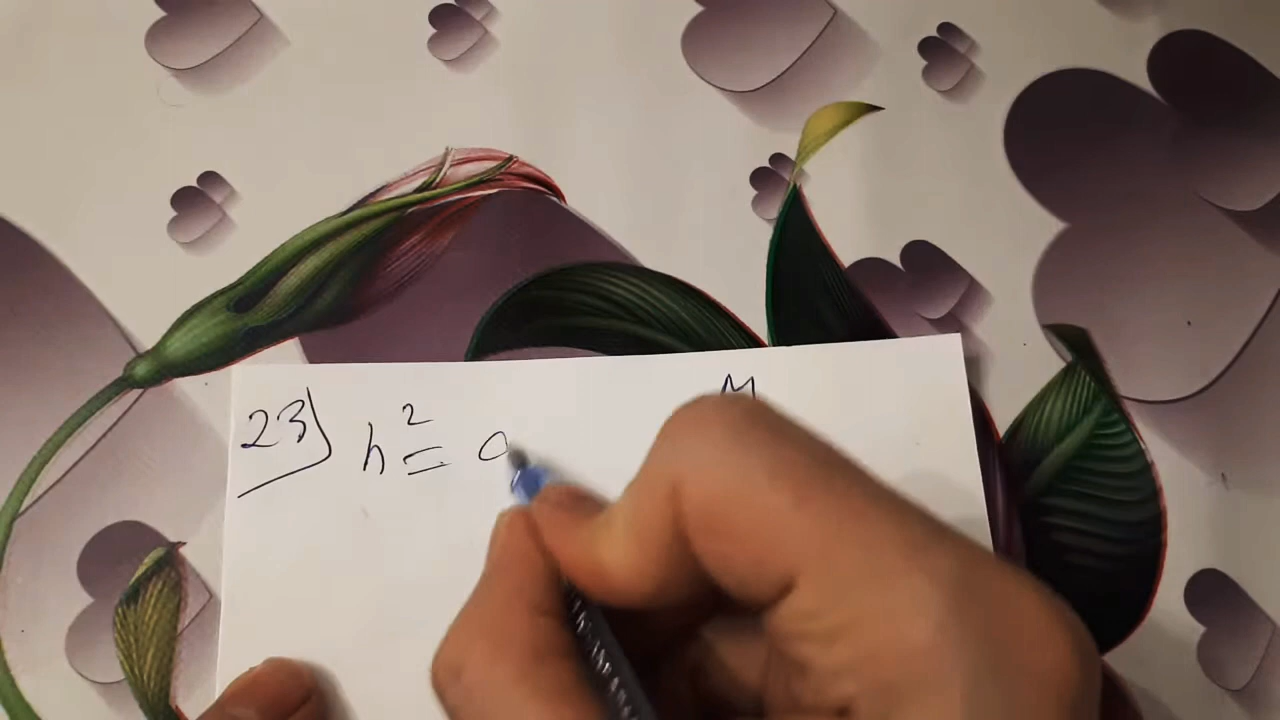 M
23) h² =